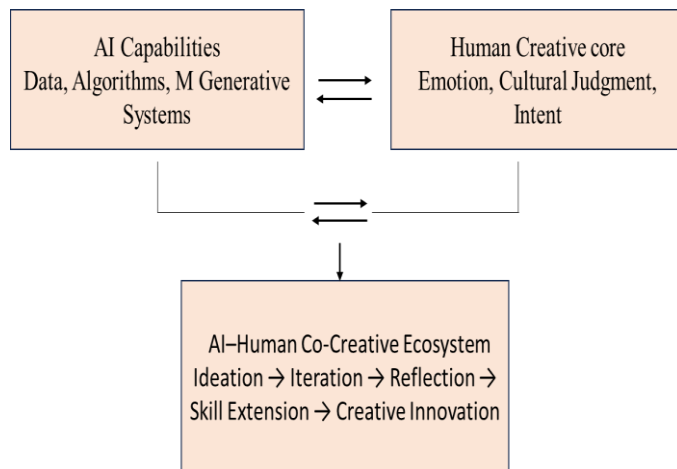 AI Capabilities
Data, Algorithms, M Generative
Systems
Human Creative core
Emotion, Cultural Judgment,
Intent
AI–Human Co-Creative Ecosystem
Ideation → Iteration → Reflection →
Skill Extension → Creative Innovation